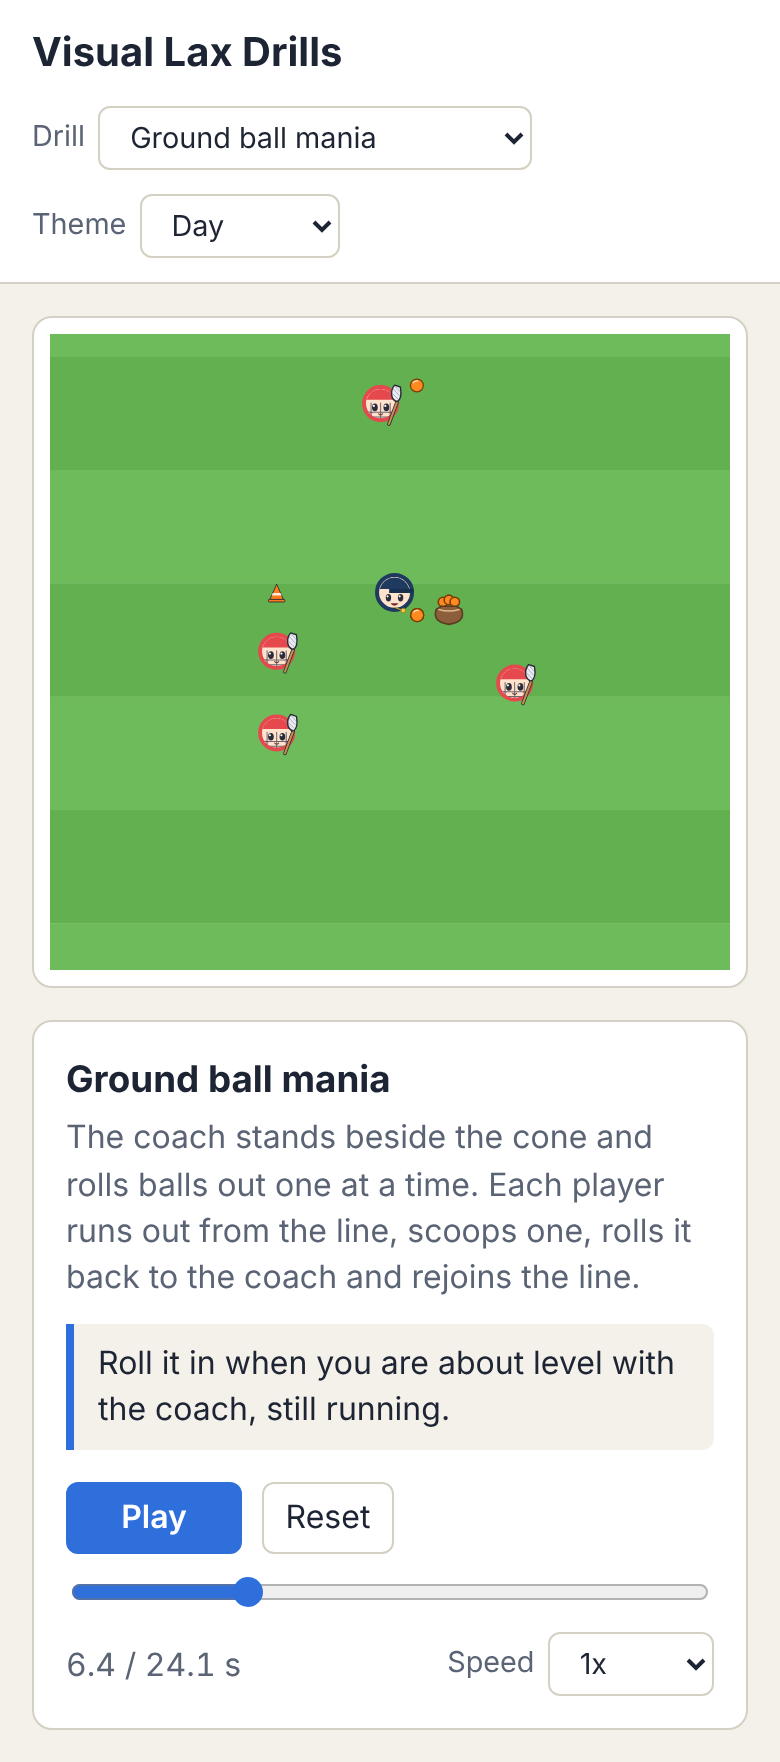 Visual Lax Drills
Drill
Ground ball mania
Theme
Day
Ground ball mania
The coach stands beside the cone and
rolls balls out one at a time. Each player
runs out from the line, scoops one, rolls it
back to the coach and rejoins the line.
Roll it in when you are about level with
the coach, still running.
Play
Reset
6.4 / 24.1 s
Speed
1x